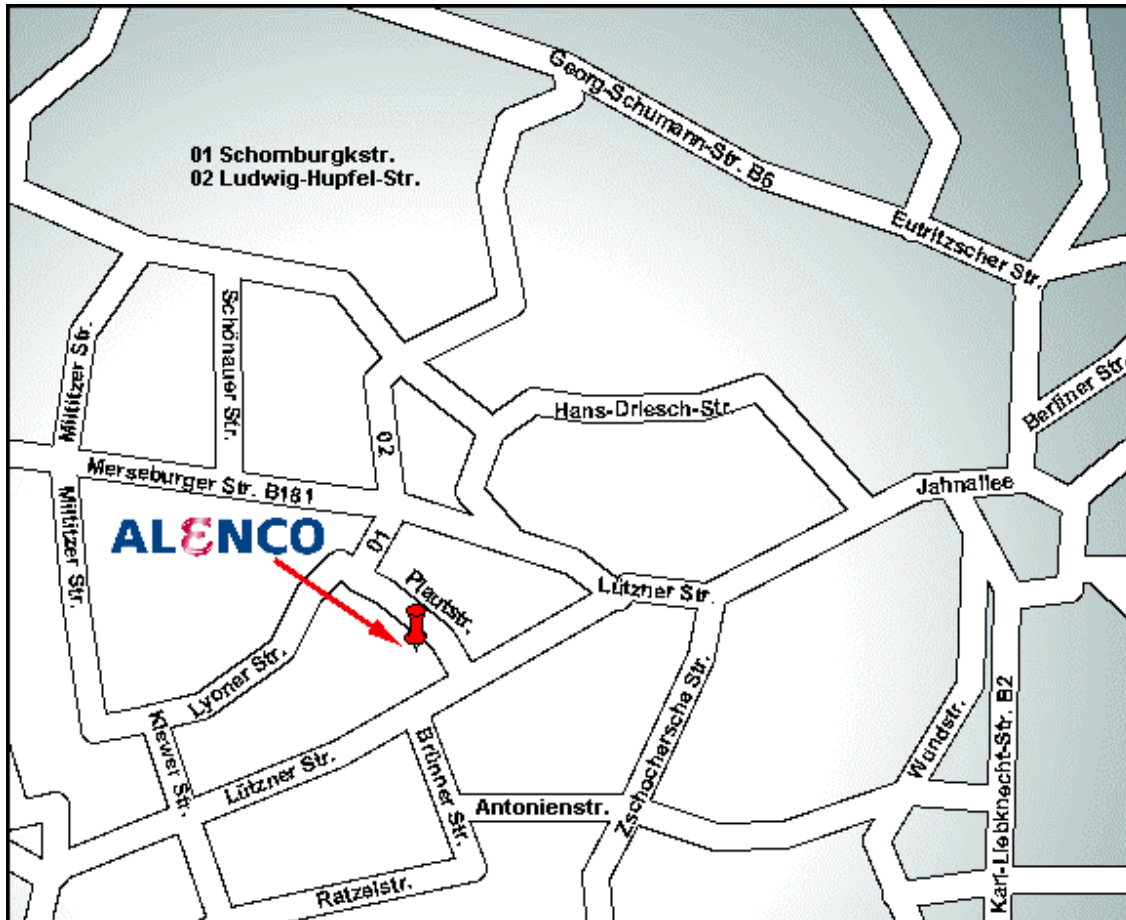 Georg-Schumann-Str. B6
01 Schomburgkstr.
02 Ludwig-Hupfel-Str.
Eutritzscher Str.
Schönauer Str.
Miltitzer Str.
Berliner Str.
Hans-Driesch-Str.
02
Merseburger Str. B181
Jahnallee
Miltitzer Str.
ALENCO
01
Plautstr.
Lützner Str.
Lyoner Str.
Zschochersche Str.
Klewer Str.
Wundstr.
Karl-Liebknecht-Str. B2
Lützner Str.
Brünner Str.
Antonienstr.
Ratzelstr.